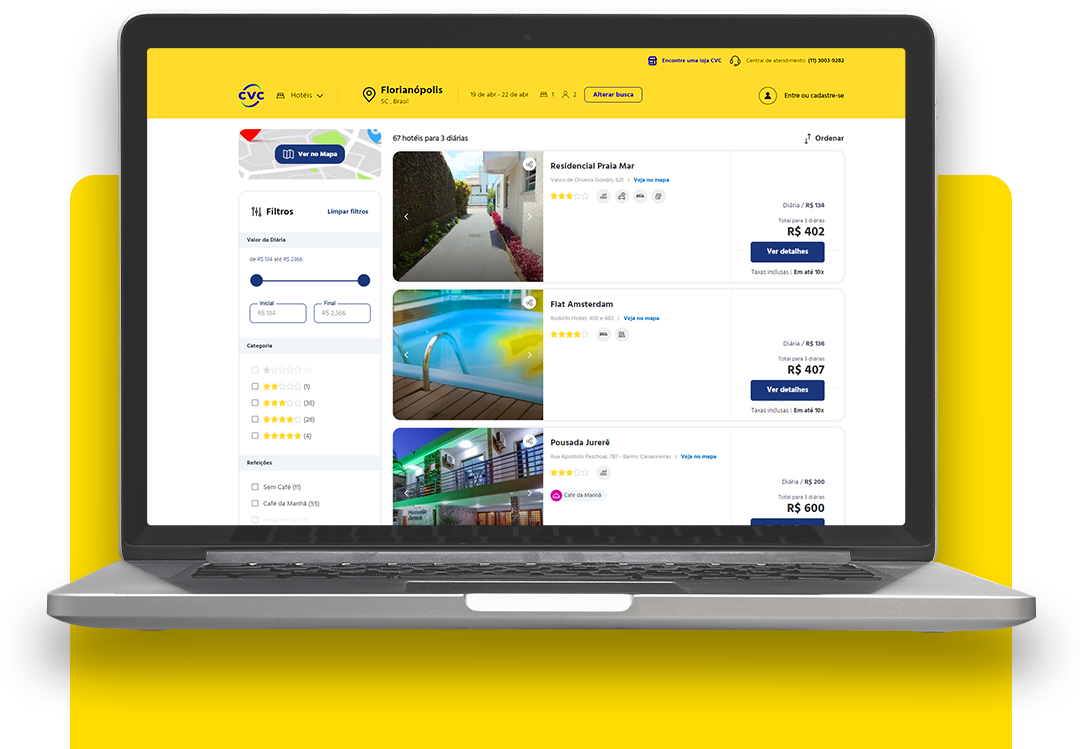 Encontre uma loja CVC
Central de atendimento: (11) 3003-9282
CVC
Hotéis
Florianópolis
SC , Brasil
19 de abr - 22 de abr
1
2
Alterar busca
Entre ou cadastre-se
Ver no Mapa
67 hotéis para 3 diárias
Ordenar
Filtros
Limpar filtros
Valor da Diária
de R$ 134 até R$ 2366
Inicial
R$ 134
Final
R$ 2.366
Categoria
(1)
(36)
(26)
(4)
Refeições
Sem Café (11)
Café da Manhã (55)
Residencial Praia Mar
Vasco de Oliveira Gondin, 621 | Veja no mapa
Diária / R$ 134
Total para 3 diárias
R$ 402
Ver detalhes
Taxas inclusas | Em até 10x
Flat Amsterdam
Rodolfo Hickel, 400 e 482 | Veja no mapa
Diária / R$ 136
Total para 3 diárias
R$ 407
Ver detalhes
Taxas inclusas | Em até 10x
Pousada Jurerê
Rua Apostolo Paschoal, 787 - Bairro: Canasvieiras | Veja no mapa
Café da Manhã
Diária / R$ 200
Total para 3 diárias
R$ 600
Pousada
Jurerê